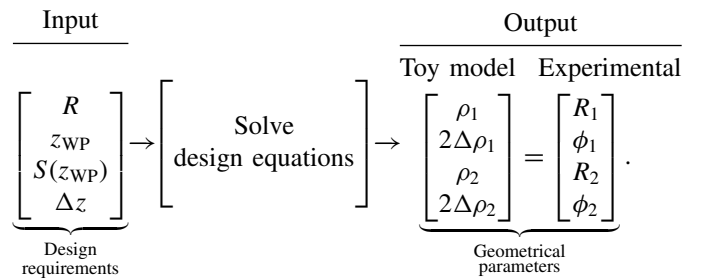 Input
Output
Toy model Experimental
R
z_WP
S(z_WP)
Δz
→
Solve
design equations
→
ρ_1
2Δρ_1
ρ_2
2Δρ_2
=
R_1
ϕ_1
R_2
ϕ_2
.
Design
requirements
Geometrical
parameters